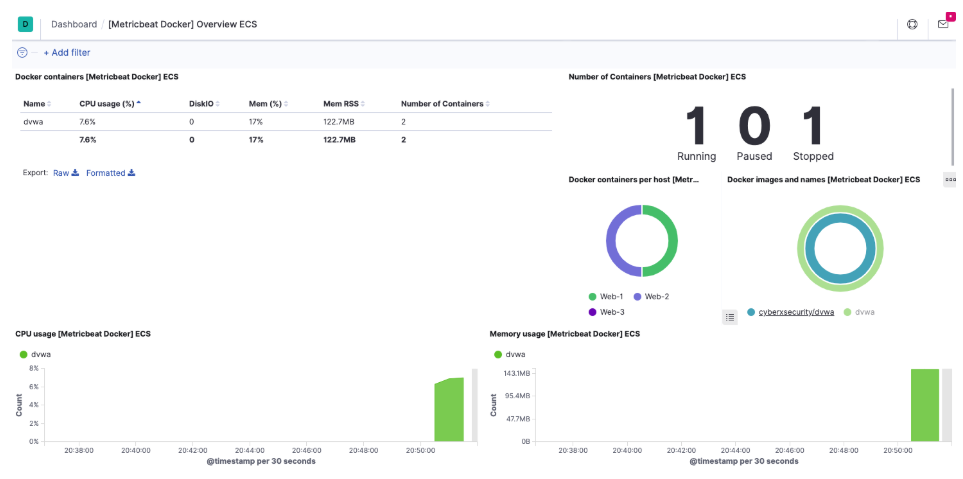 D Dashboard / [Metricbeat Docker] Overview ECS
+ Add filter
Docker containers [Metricbeat Docker] ECS
Name CPU usage (%) DiskIO Mem (%) Mem RSS Number of Containers
dvwa 7.6% 0 17% 122.7MB 2
7.6% 0 17% 122.7MB 2
Export: Raw Formatted
Number of Containers [Metricbeat Docker] ECS
1 0 1
Running Paused Stopped
Docker containers per host [Metr...
Web-1 Web-2
Web-3
Docker images and names [Metricbeat Docker] ECS
cyberxsecurity/dvwa dvwa
CPU usage [Metricbeat Docker] ECS
dvwa
8%
6%
4%
2%
0%
Count
20:38:00 20:40:00 20:42:00 20:44:00 20:46:00 20:48:00 20:50:00
@timestamp per 30 seconds
Memory usage [Metricbeat Docker] ECS
dvwa
143.1MB
95.4MB
47.7MB
0B
Count
20:38:00 20:40:00 20:42:00 20:44:00 20:46:00 20:48:00 20:50:00
@timestamp per 30 seconds